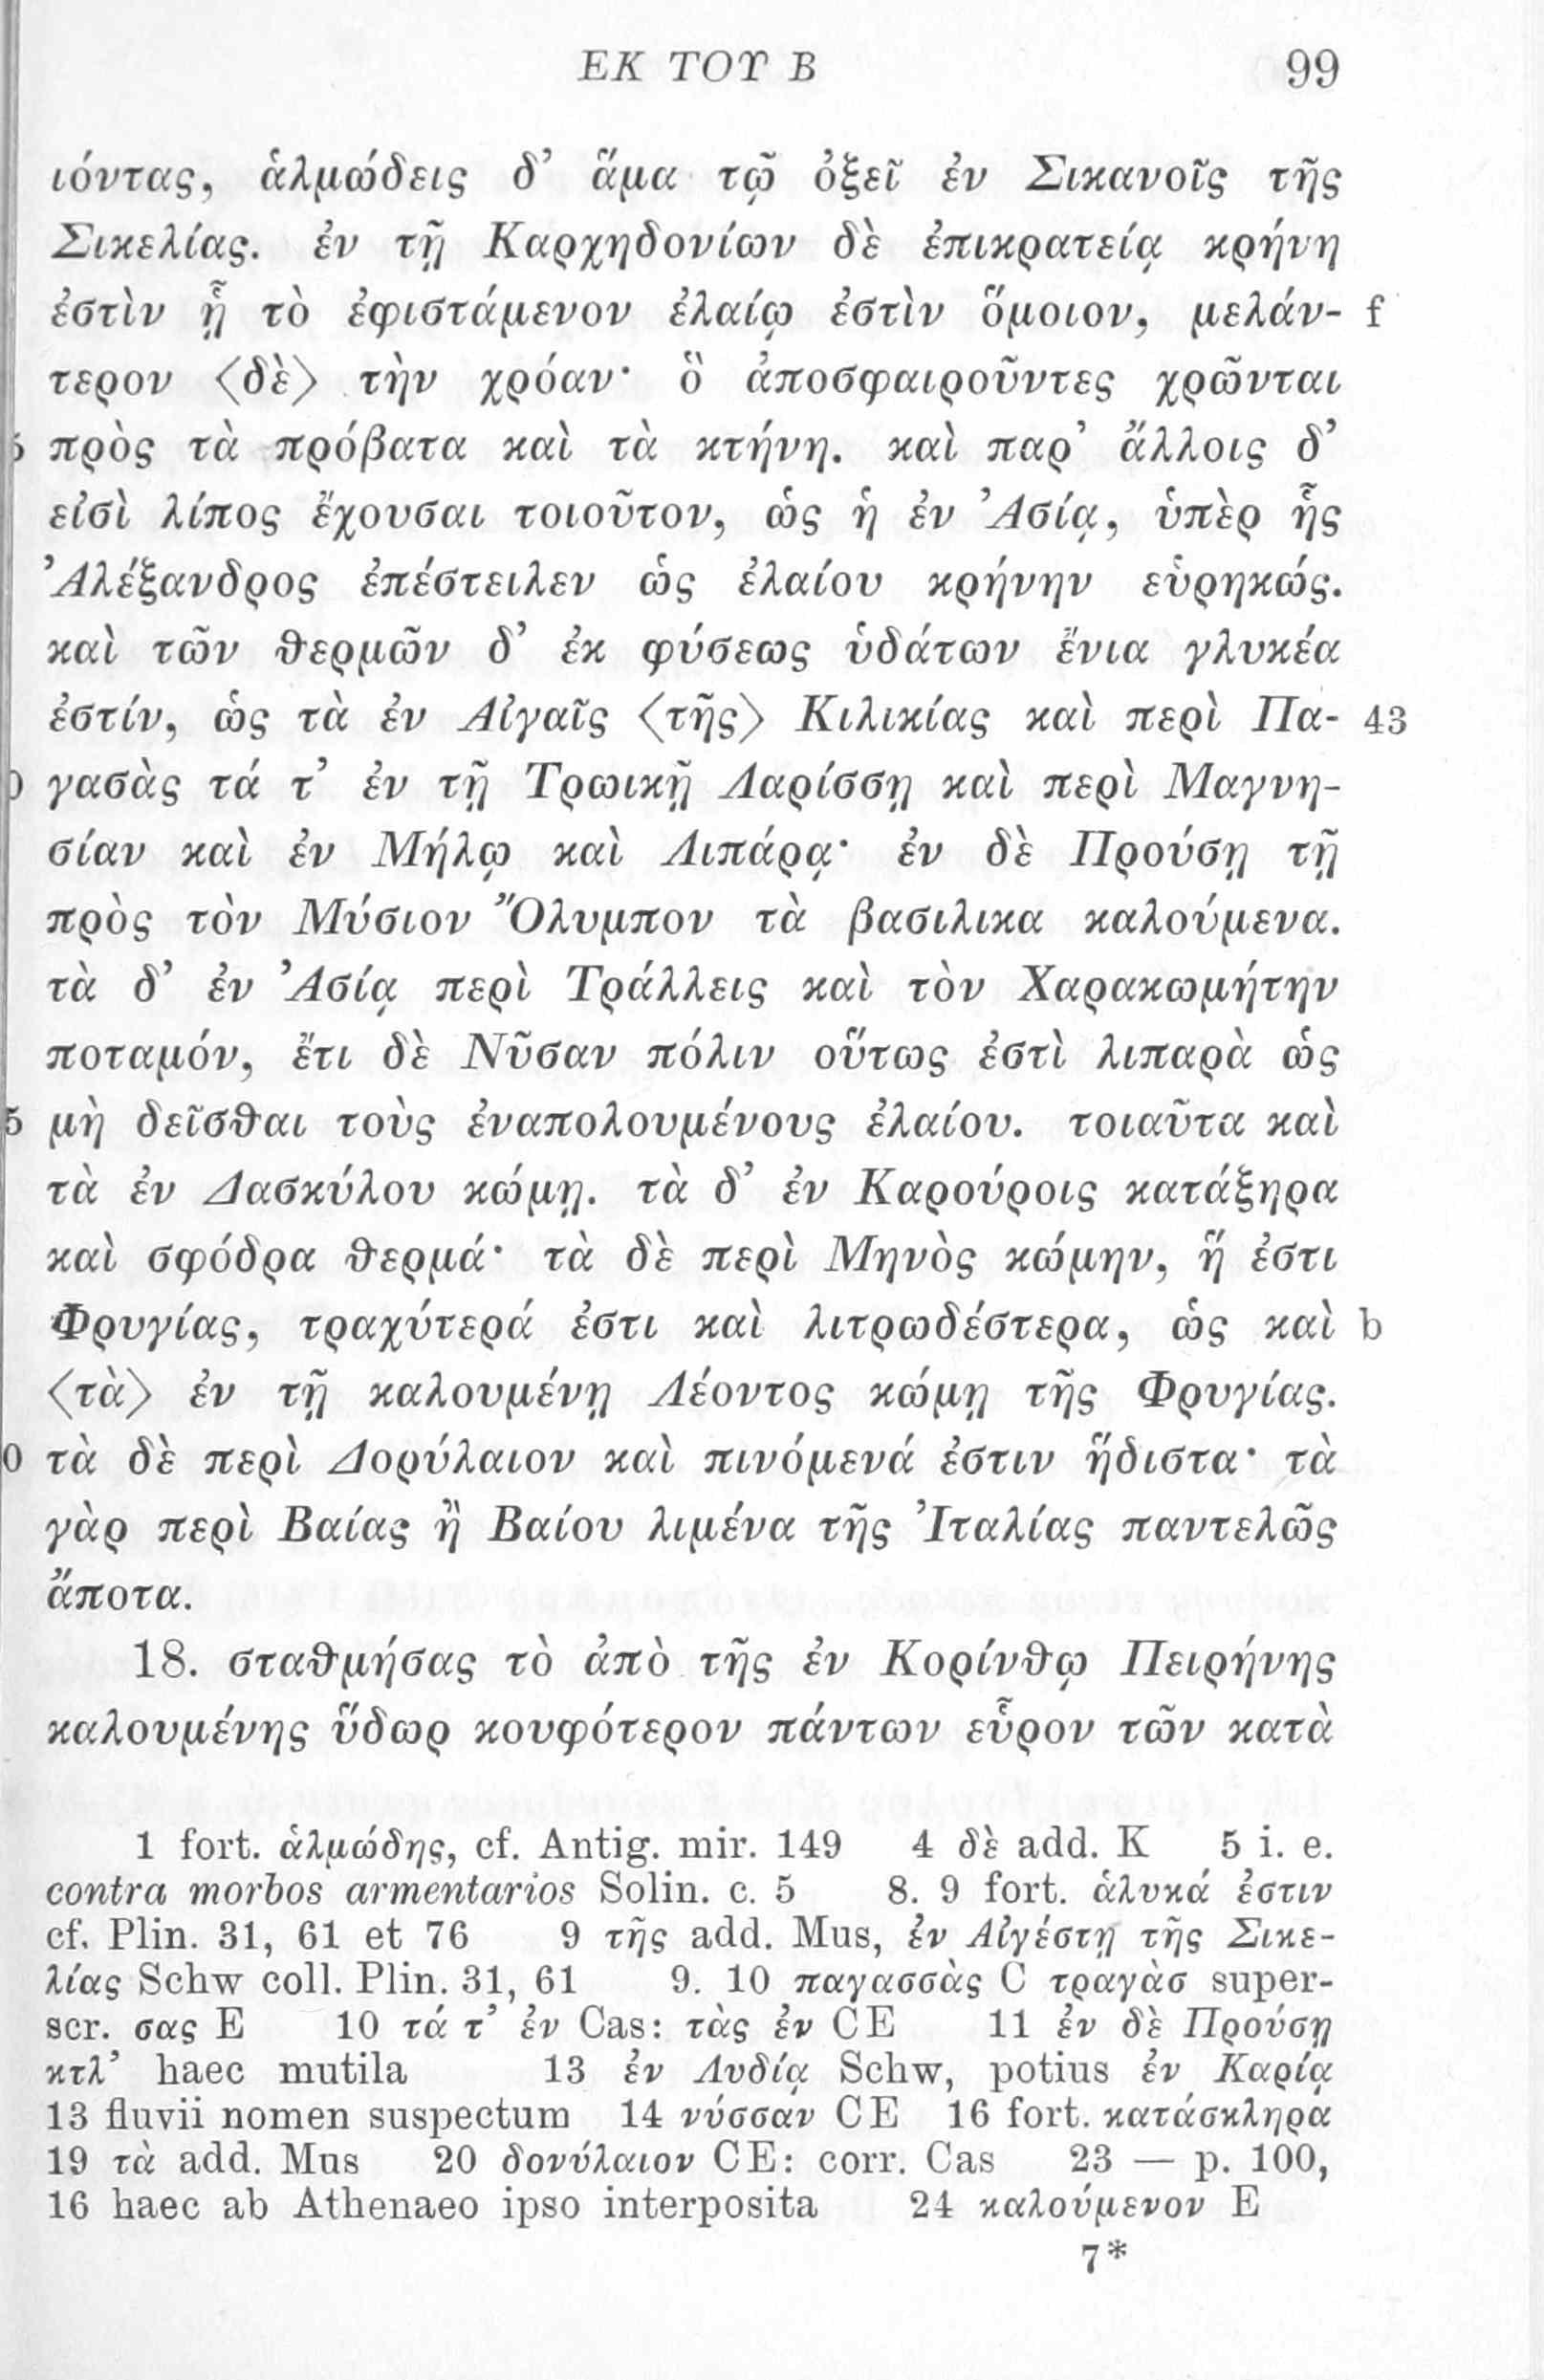 ΕΚ ΤΟΥ Β 99
ιόντας, ἁλμώδεις δ’ ἅμα τῷ ὀξεῖ ἐν Σικανοῖς τῆς
Σικελίας. ἐν τῇ Καρχηδονίων δὲ ἐπικρατείᾳ κρήνη
ἐστὶν ᾗ τὸ ἐφιστάμενον ἐλαίῳ ἐστὶν ὅμοιον, μελάν- f
τερον ⟨δὲ⟩ τὴν χρόαν· ὃ ἀποσφαιροῦντες χρῶνται
5 πρὸς τὰ πρόβατα καὶ τὰ κτήνη. καὶ παρ’ ἄλλοις δ’
εἰσὶ λίπος ἔχουσαι τοιοῦτον, ὡς ἡ ἐν Ἀσίᾳ, ὑπὲρ ἧς
Ἀλέξανδρος ἐπέστειλεν ὡς ἐλαίου κρήνην εὑρηκώς.
καὶ τῶν θερμῶν δ’ ἐκ φύσεως ὑδάτων ἔνια γλυκέα
ἐστίν, ὡς τὰ ἐν Αἰγαῖς ⟨τῆς⟩ Κιλικίας καὶ περὶ Πα- 43
0 γασὰς τά τ’ ἐν τῇ Τρωικῇ Λαρίσσῃ καὶ περὶ Μαγνη-
σίαν καὶ ἐν Μήλῳ καὶ Λιπάρᾳ· ἐν δὲ Προύσῃ τῇ
πρὸς τὸν Μύσιον Ὄλυμπον τὰ βασιλικα καλούμενα.
τὰ δ’ ἐν Ἀσίᾳ περὶ Τράλλεις καὶ τὸν Χαρακωμήτην
ποταμόν, ἔτι δὲ Νῦσαν πόλιν οὕτως ἐστὶ λιπαρὰ ὡς
5 μὴ δεῖσθαι τοὺς ἐναπολουμένους ἐλαίου. τοιαῦτα καὶ
τὰ ἐν Δασκύλου κώμῃ. τὰ δ’ ἐν Καρούροις κατάξηρα
καὶ σφόδρα θερμά· τὰ δὲ περὶ Μηνὸς κώμην, ἥ ἐστι
Φρυγίας, τραχύτερά ἐστι καὶ λιτρωδέστερα, ὡς καὶ b
⟨τὰ⟩ ἐν τῇ καλουμένῃ Λέοντος κώμῃ τῆς Φρυγίας.
0 τὰ δὲ περὶ Δορύλαιον καὶ πινόμενά ἐστιν ἥδιστα· τὰ
γὰρ περὶ Βαίας ἢ Βαίου λιμένα τῆς Ἰταλίας παντελῶς
ἄποτα.
18. σταθμήσας τὸ ἀπὸ τῆς ἐν Κορίνθῳ Πειρήνης
καλουμένης ὕδωρ κουφότερον πάντων εὗρον τῶν κατὰ
1 fort. ἁλμώδης, cf. Antig. mir. 149 4 δὲ add. K 5 i. e.
contra morbos armentarios Solin. c. 5 8. 9 fort. ἁλυκά ἐστιν
cf. Plin. 31, 61 et 76 9 τῆς add. Mus, ἐν Αἰγέστῃ τῆς Σικε-
λίας Schw coll. Plin. 31, 61 9. 10 παγασσὰς C τραγὰσ super-
scr. σας E 10 τά τ’ ἐν Cas: τὰς ἐν CE 11 ἐν δὲ Προύσῃ
κτλ’ haec mutila 13 ἐν Λυδίᾳ Schw, potius ἐν Καρίᾳ
13 fluvii nomen suspectum 14 νύσσαν CE 16 fort. κατάσκληρα
19 τὰ add. Mus 20 δονύλαιον CE: corr. Cas 23 — p. 100,
16 haec ab Athenaeo ipso interposita 24 καλούμενον E
7*